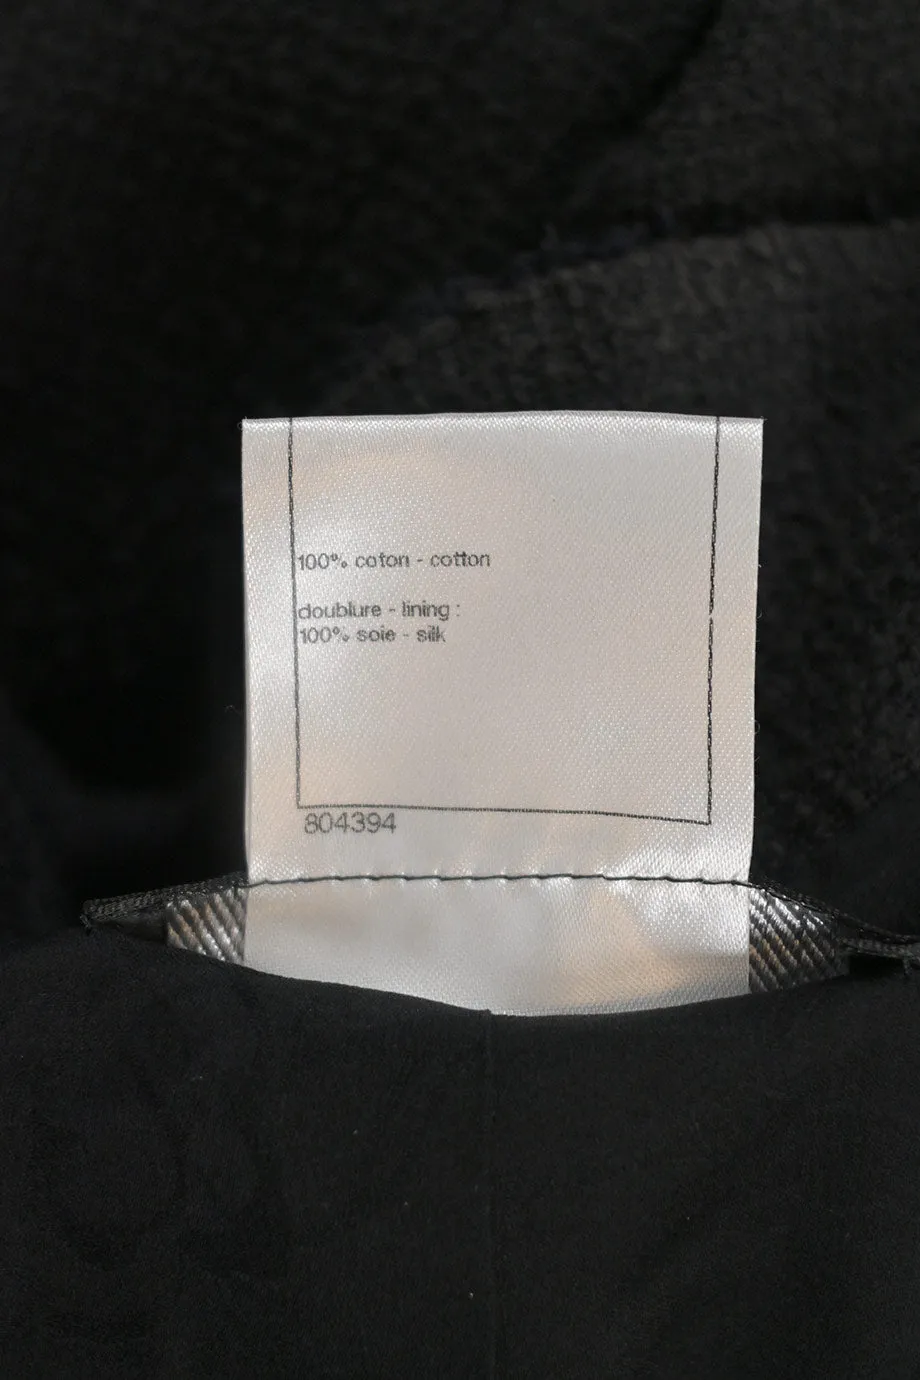 100% coton - cotton
doublure - lining :
100% soie - silk
804394